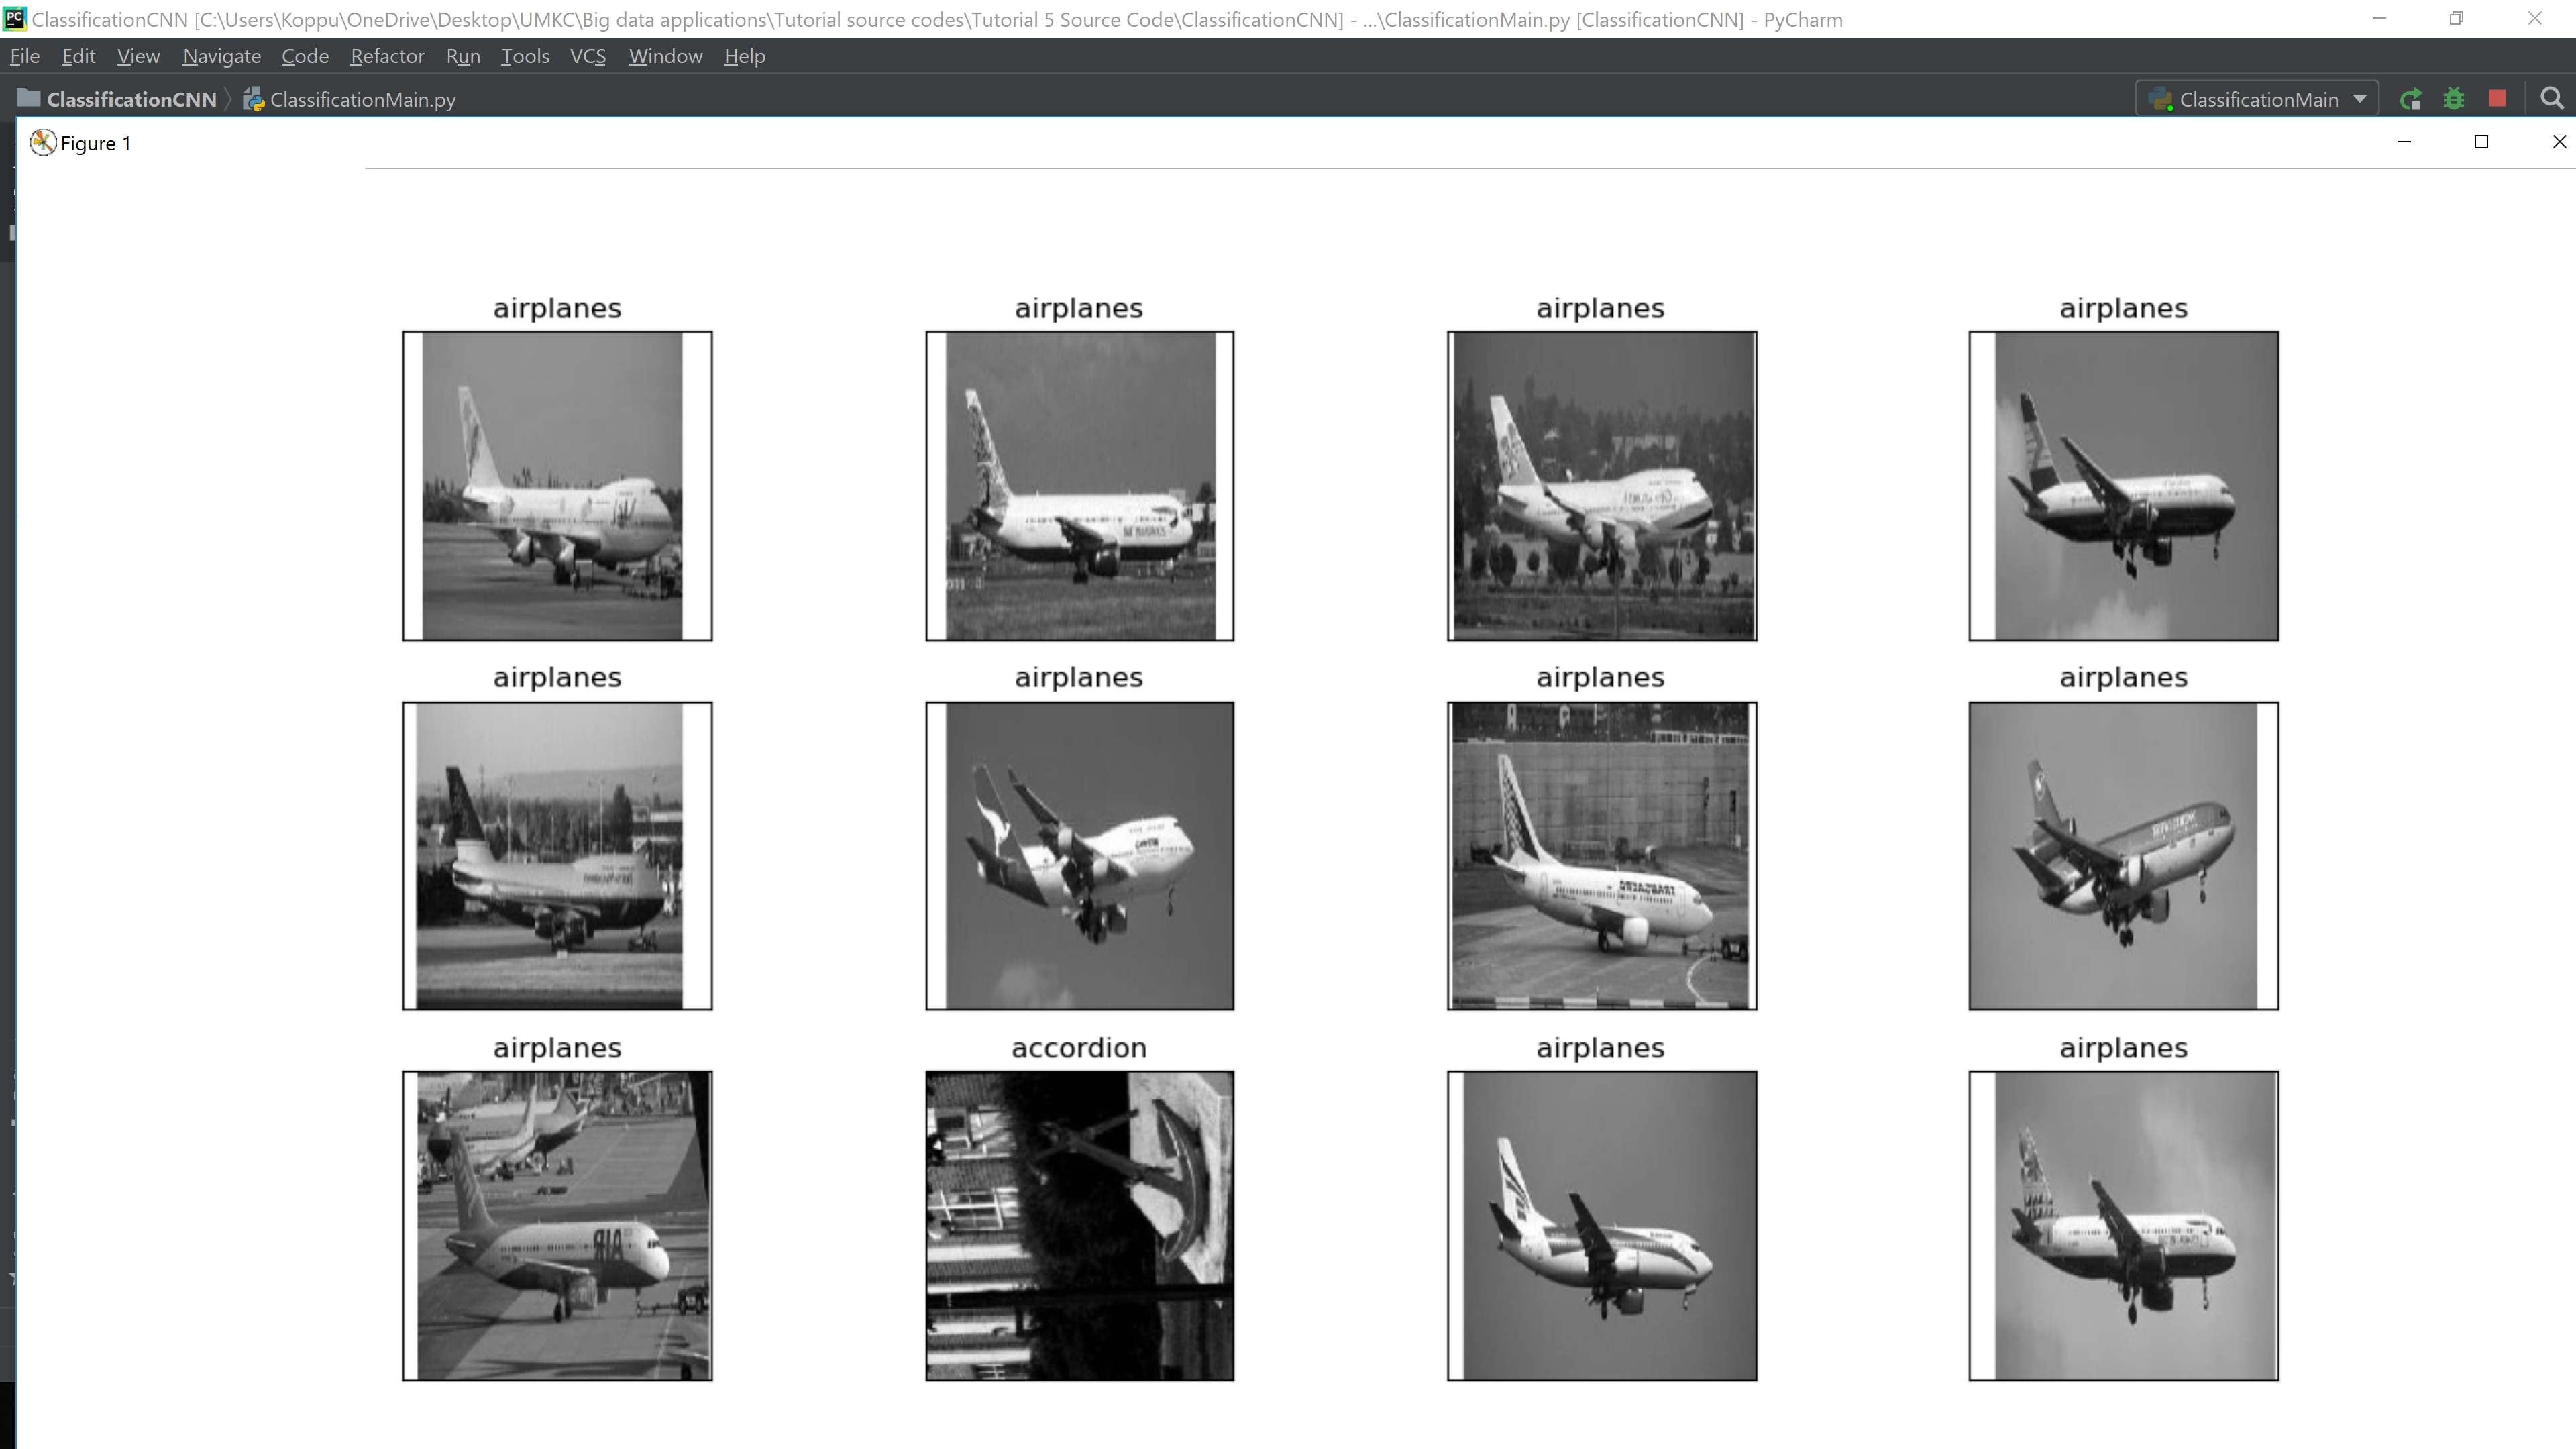 ClassificationCNN [C:\Users\Koppu\OneDrive\Desktop\UMKC\Big data applications\Tutorial source codes\Tutorial 5 Source Code\ClassificationCNN] - ...\ClassificationMain.py [ClassificationCNN] - PyCharm
File Edit View Navigate Code Refactor Run Tools VCS Window Help
ClassificationCNN ClassificationMain.py ClassificationMain
Figure 1
airplanes airplanes airplanes airplanes
airplanes airplanes airplanes airplanes
airplanes accordion airplanes airplanes